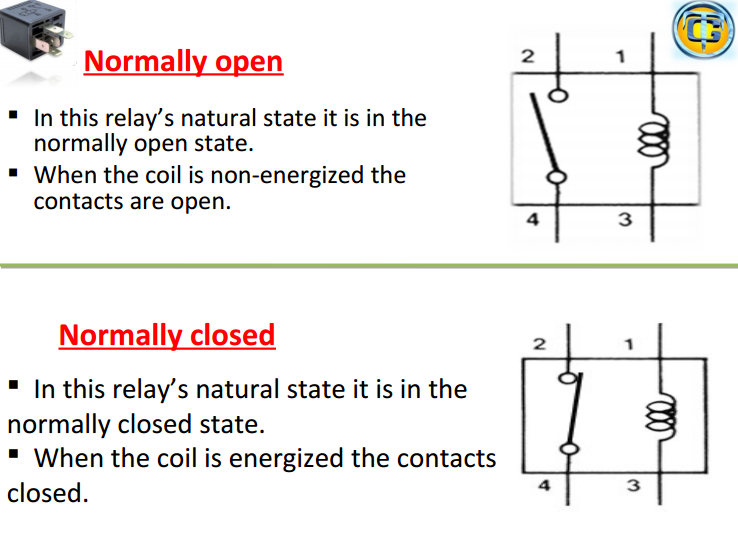 Normally open
▪ In this relay's natural state it is in the
normally open state.
▪ When the coil is non-energized the
contacts are open.
2 1
4 3
Normally closed
▪ In this relay's natural state it is in the
normally closed state.
▪ When the coil is energized the contacts
closed.
2 1
4 3